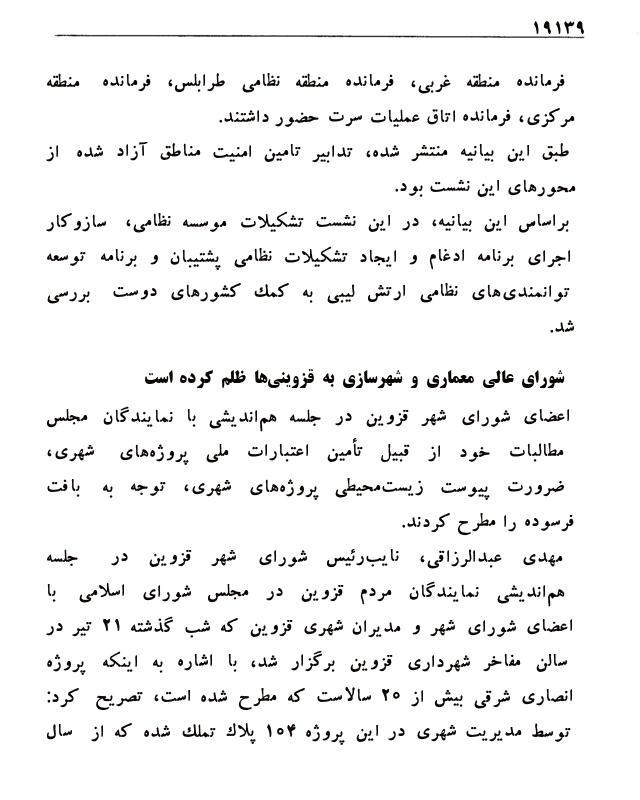 ۱۹۱۳۹
فرمانده منطقه غربی، فرمانده منطقه نظامی طرابلس، فرمانده منطقه
مرکزی، فرمانده اتاق عملیات سرت حضور داشتند.
طبق این بیانیه منتشر شده، تدابیر تامین امنیت مناطق آزاد شده از
محورهای این نشست بود.
براساس این بیانیه، در این نشست تشکیلات موسسه نظامی، سازوکار
اجرای برنامه ادغام و ایجاد تشکیلات نظامی پشتیبان و برنامه توسعه
توانمندی‌های نظامی ارتش لیبی به کمك کشورهای دوست بررسی
شد.
شورای عالی معماری و شهرسازی به قزوینی‌ها ظلم کرده است
اعضای شورای شهر قزوین در جلسه هم‌اندیشی با نمایندگان مجلس
مطالبات خود از قبیل تأمین اعتبارات ملی پروژه‌های شهری،
ضرورت پیوست زیست‌محیطی پروژه‌های شهری، توجه به بافت
فرسوده را مطرح کردند.
مهدی عبدالرزاقی، نایب‌رئیس شورای شهر قزوین در جلسه
هم‌اندیشی نمایندگان مردم قزوین در مجلس شورای اسلامی با
اعضای شورای شهر و مدیران شهری قزوین که شب گذشته ۲۱ تیر در
سالن مفاخر شهرداری قزوین برگزار شد، با اشاره به اینکه پروژه
انصاری شرقی بیش از ۲۰ سالاست که مطرح شده است، تصریح کرد:
توسط مدیریت شهری در این پروژه ۱۰۴ پلاك تملك شده که از سال